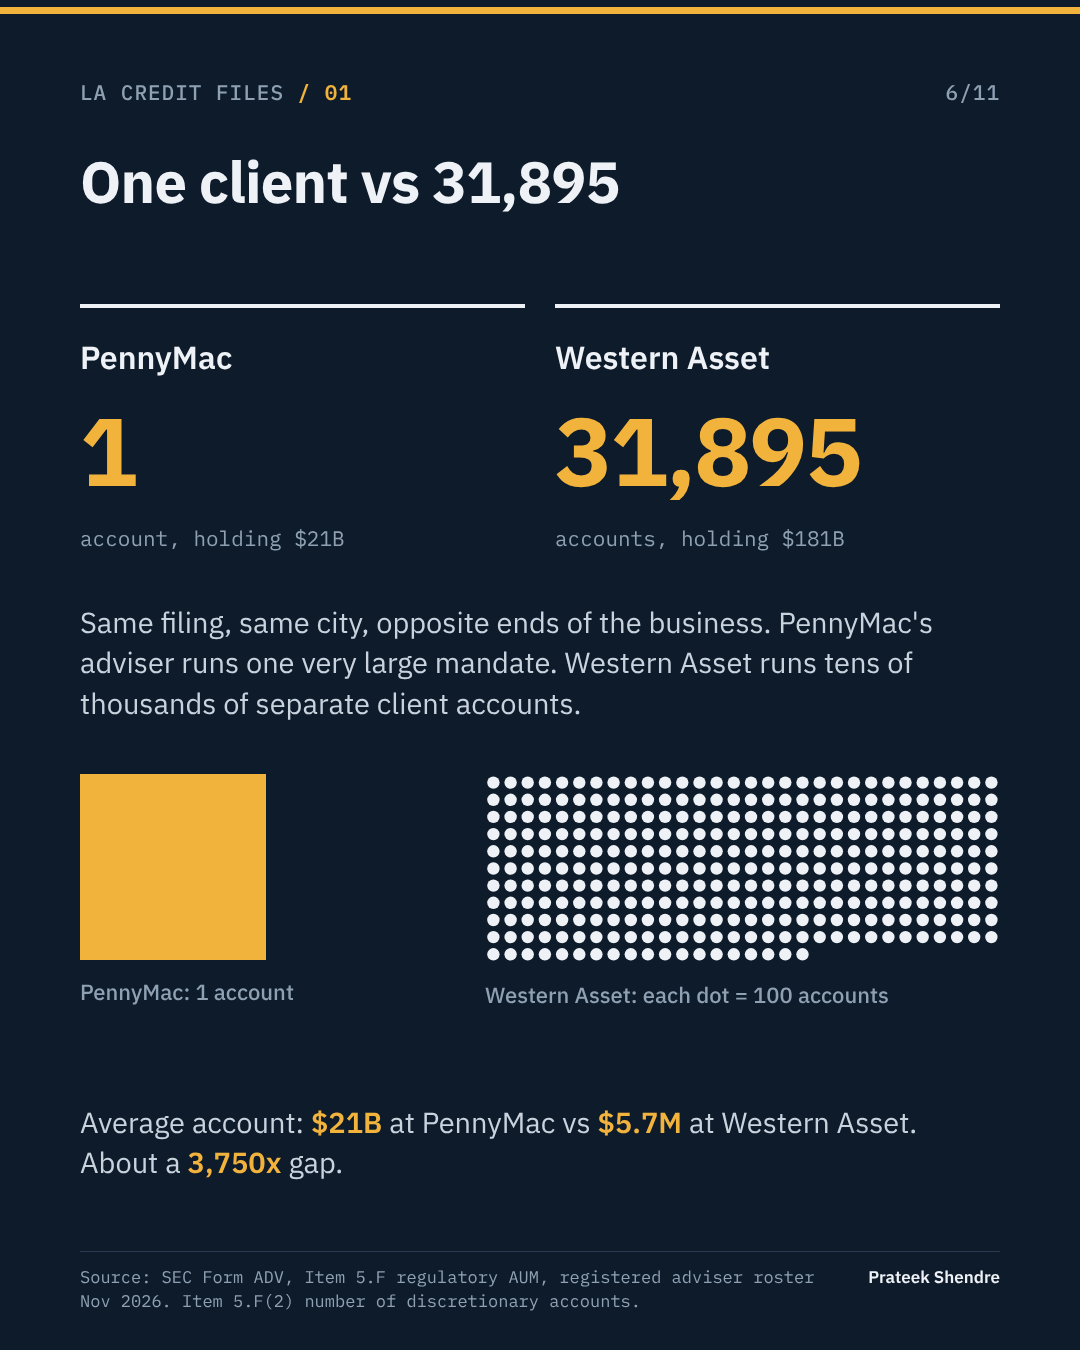 LA CREDIT FILES / 01
6/11
One client vs 31,895
PennyMac
1
account, holding $21B
Western Asset
31,895
accounts, holding $181B
Same filing, same city, opposite ends of the business. PennyMac's
adviser runs one very large mandate. Western Asset runs tens of
thousands of separate client accounts.
PennyMac: 1 account
Western Asset: each dot = 100 accounts
Average account: $21B at PennyMac vs $5.7M at Western Asset.
About a 3,750x gap.
Source: SEC Form ADV, Item 5.F regulatory AUM, registered adviser roster
Nov 2026. Item 5.F(2) number of discretionary accounts.
Prateek Shendre